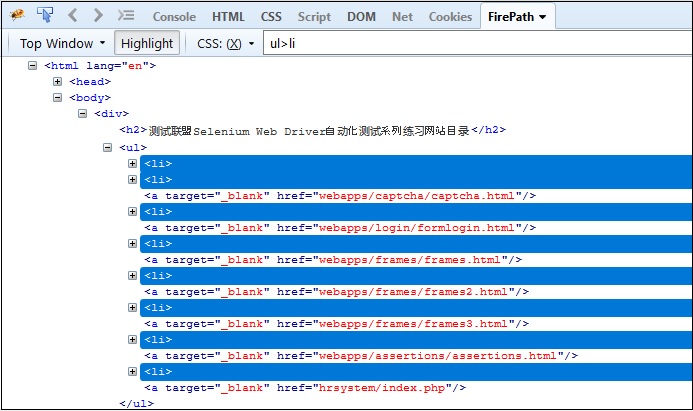 Console HTML CSS Script DOM Net Cookies FirePath
Top Window Highlight CSS: (X) ul>li
<html lang="en">
<head>
<body>
<div>
<h2>测试联盟Selenium Web Driver自动化测试系列练习网站目录</h2>
<ul>
<li>
<li>
<a target="_blank" href="webapps/captcha/captcha.html"/>
<li>
<a target="_blank" href="webapps/login/formlogin.html"/>
<li>
<a target="_blank" href="webapps/frames/frames.html"/>
<li>
<a target="_blank" href="webapps/frames/frames2.html"/>
<li>
<a target="_blank" href="webapps/frames/frames3.html"/>
<li>
<a target="_blank" href="webapps/assertions/assertions.html"/>
<li>
<a target="_blank" href="hrsystem/index.php"/>
</ul>